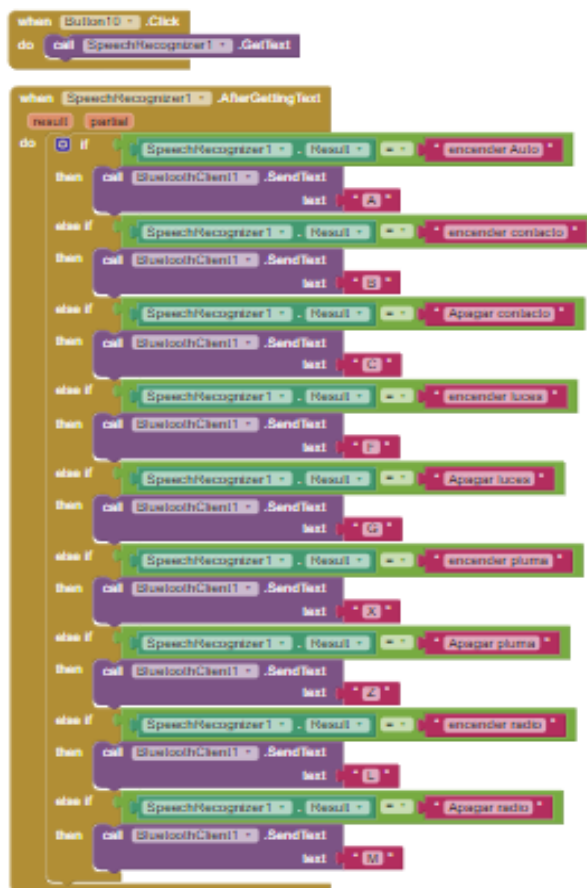 when Button10 .Click
do call SpeechRecognizer1 .GetText
when SpeechRecognizer1 .AfterGettingText
result partial
do if SpeechRecognizer1 . Result = " encender Auto "
then call BluetoothClient1 .SendText
text " A "
else if SpeechRecognizer1 . Result = " encender contacto "
then call BluetoothClient1 .SendText
text " B "
else if SpeechRecognizer1 . Result = " Apagar contacto "
then call BluetoothClient1 .SendText
text " C "
else if SpeechRecognizer1 . Result = " encender luces "
then call BluetoothClient1 .SendText
text " F "
else if SpeechRecognizer1 . Result = " Apagar luces "
then call BluetoothClient1 .SendText
text " G "
else if SpeechRecognizer1 . Result = " encender pluma "
then call BluetoothClient1 .SendText
text " X "
else if SpeechRecognizer1 . Result = " Apagar pluma "
then call BluetoothClient1 .SendText
text " Z "
else if SpeechRecognizer1 . Result = " encender radio "
then call BluetoothClient1 .SendText
text " L "
else if SpeechRecognizer1 . Result = " Apagar radio "
then call BluetoothClient1 .SendText
text " M "